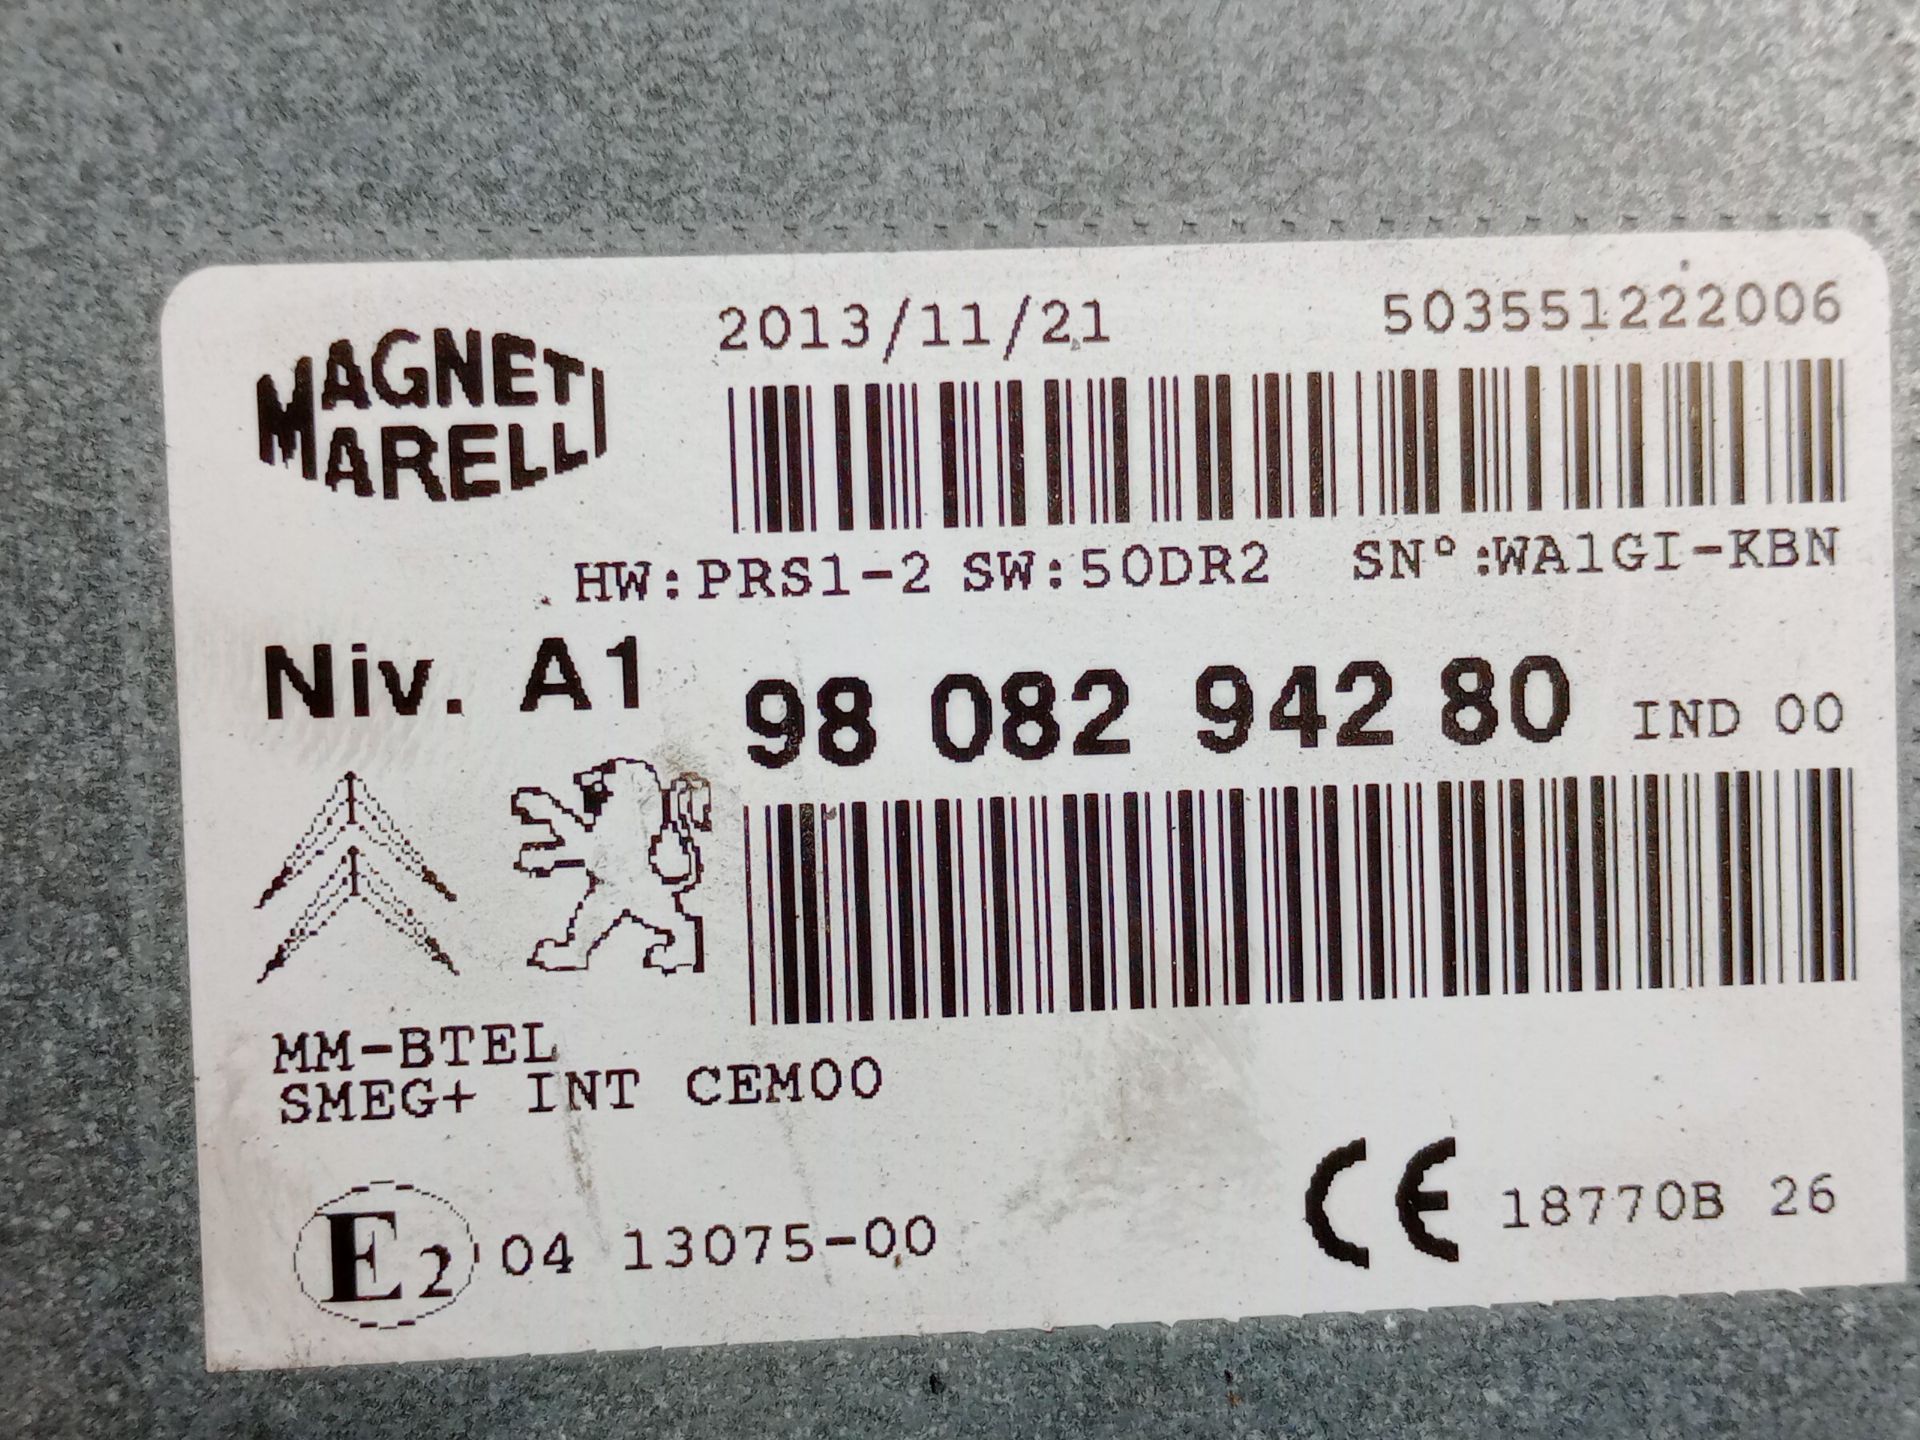 MAGNETI
MARELLI
2013/11/21 503551222006
HW:PRS1-2 SW:50DR2 SN°:WA1GI-KBN
Niv. A1 98 082 942 80 IND 00
MM-BTEL
SMEG+ INT CEM00
E2 04 13075-00 CE 18770B 26